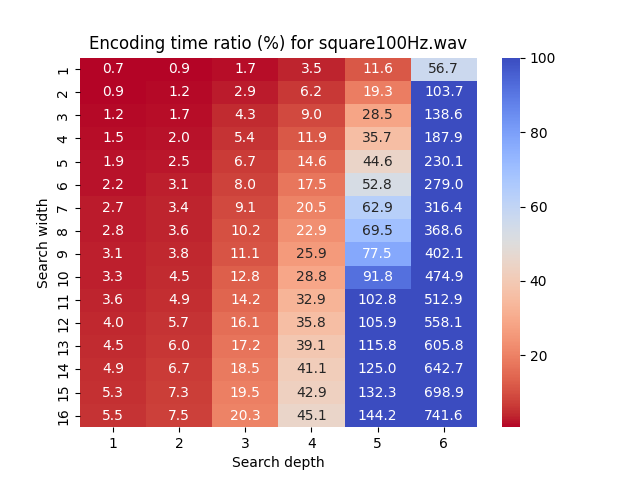 Encoding time ratio (%) for square100Hz.wav
1 0.7 0.9 1.7 3.5 11.6 56.7
2 0.9 1.2 2.9 6.2 19.3 103.7
3 1.2 1.7 4.3 9.0 28.5 138.6
4 1.5 2.0 5.4 11.9 35.7 187.9
5 1.9 2.5 6.7 14.6 44.6 230.1
6 2.2 3.1 8.0 17.5 52.8 279.0
7 2.7 3.4 9.1 20.5 62.9 316.4
8 2.8 3.6 10.2 22.9 69.5 368.6
9 3.1 3.8 11.1 25.9 77.5 402.1
10 3.3 4.5 12.8 28.8 91.8 474.9
11 3.6 4.9 14.2 32.9 102.8 512.9
12 4.0 5.7 16.1 35.8 105.9 558.1
13 4.5 6.0 17.2 39.1 115.8 605.8
14 4.9 6.7 18.5 41.1 125.0 642.7
15 5.3 7.3 19.5 42.9 132.3 698.9
16 5.5 7.5 20.3 45.1 144.2 741.6
1 2 3 4 5 6
Search depth
Search width
100
80
60
40
20